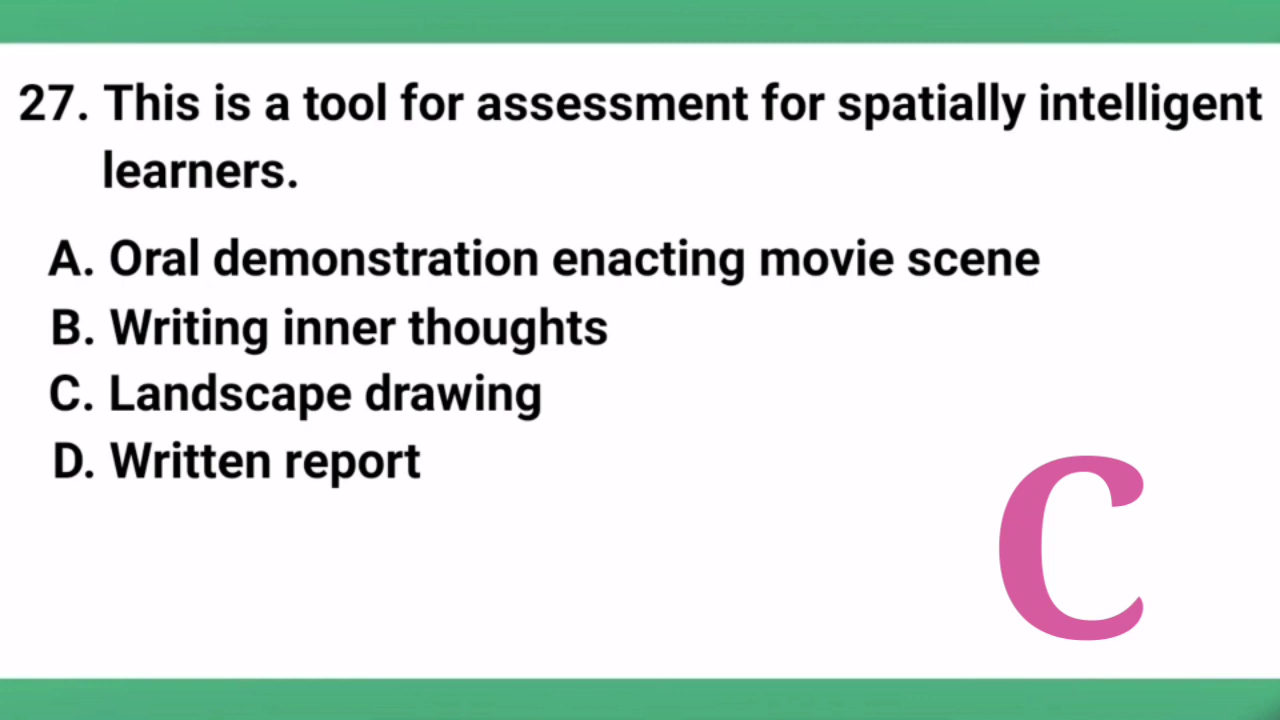 27. This is a tool for assessment for spatially intelligent
learners.
A. Oral demonstration enacting movie scene
B. Writing inner thoughts
C. Landscape drawing
D. Written report
C